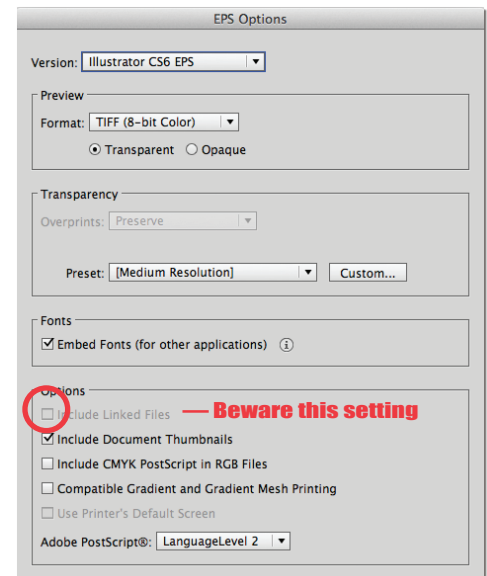 EPS Options
Version: Illustrator CS6 EPS
Preview
Format: TIFF (8-bit Color)
Transparent Opaque
Transparency
Overprints: Preserve
Preset: [Medium Resolution] Custom...
Fonts
Embed Fonts (for other applications) i
Options
Include Linked Files — Beware this setting
Include Document Thumbnails
Include CMYK PostScript in RGB Files
Compatible Gradient and Gradient Mesh Printing
Use Printer's Default Screen
Adobe PostScript®: LanguageLevel 2